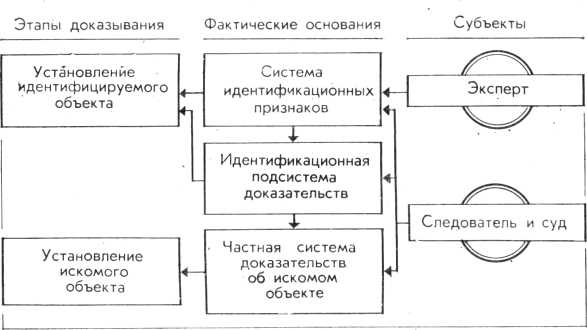 Этапы доказывания
Фактические основания
Субъекты
Установление
идентифицируемого
объекта
Система
идентификационных
признаков
Эксперт
Идентификационная
подсистема
доказательств
Следователь и суд
Установление
искомого
объекта
Частная система
доказательств
об искомом
объекте